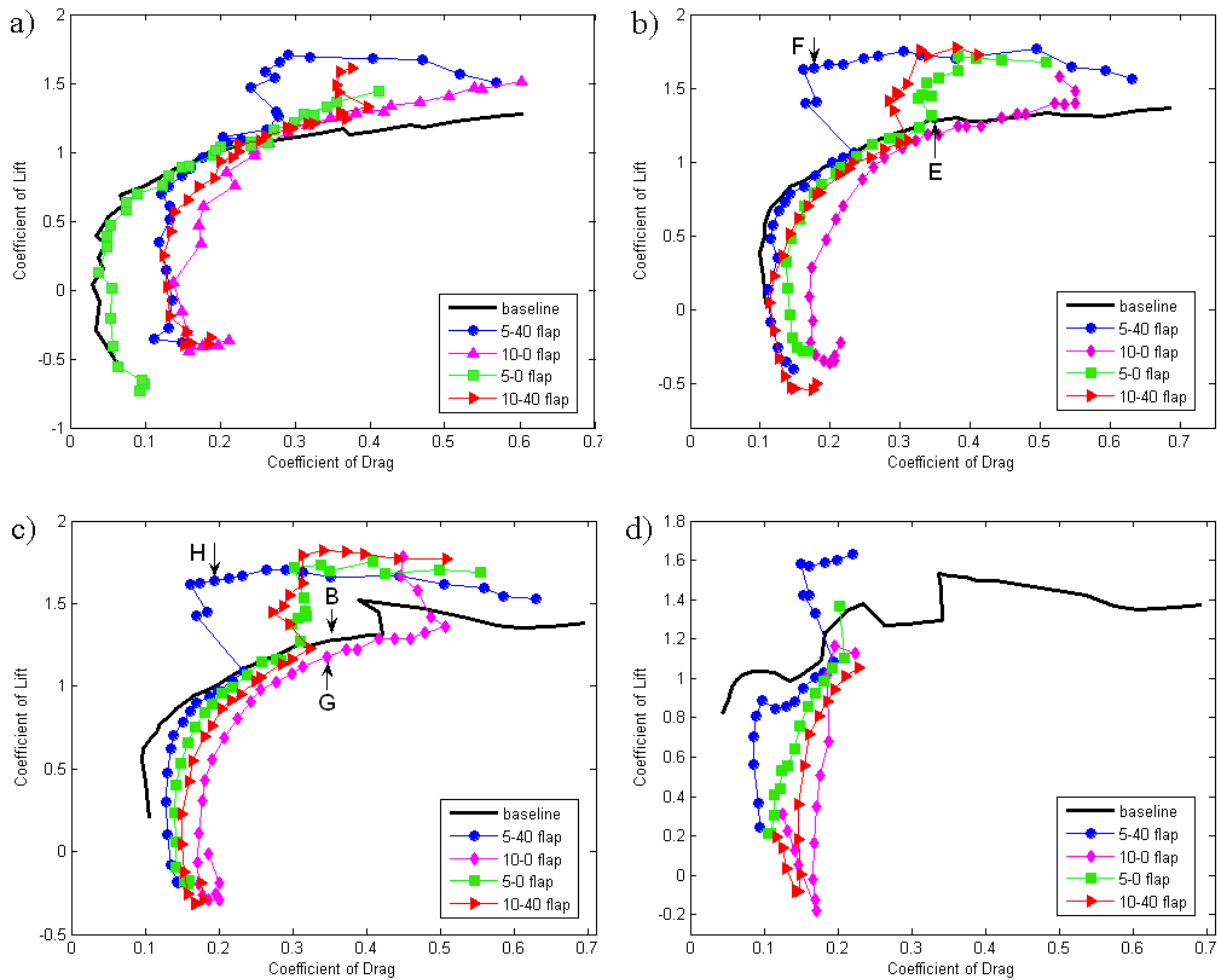 a)
2
1.5
1
0.5
0
-0.5
-1
0
0.1
0.2
0.3
0.4
0.5
0.6
0.7
Coefficient of Lift
Coefficient of Drag
baseline
5-40 flap
10-0 flap
5-0 flap
10-40 flap
b)
2
1.5
1
0.5
0
-0.5
0
0.1
0.2
0.3
0.4
0.5
0.6
0.7
Coefficient of Lift
Coefficient of Drag
F
E
baseline
5-40 flap
10-0 flap
5-0 flap
10-40 flap
c)
2
1.5
1
0.5
0
-0.5
0
0.1
0.2
0.3
0.4
0.5
0.6
0.7
Coefficient of Lift
Coefficient of Drag
H
B
G
baseline
5-40 flap
10-0 flap
5-0 flap
10-40 flap
d)
1.8
1.6
1.4
1.2
1
0.8
0.6
0.4
0.2
0
-0.2
0
0.1
0.2
0.3
0.4
0.5
0.6
0.7
Coefficient of Lift
Coefficient of Drag
baseline
5-40 flap
10-0 flap
5-0 flap
10-40 flap